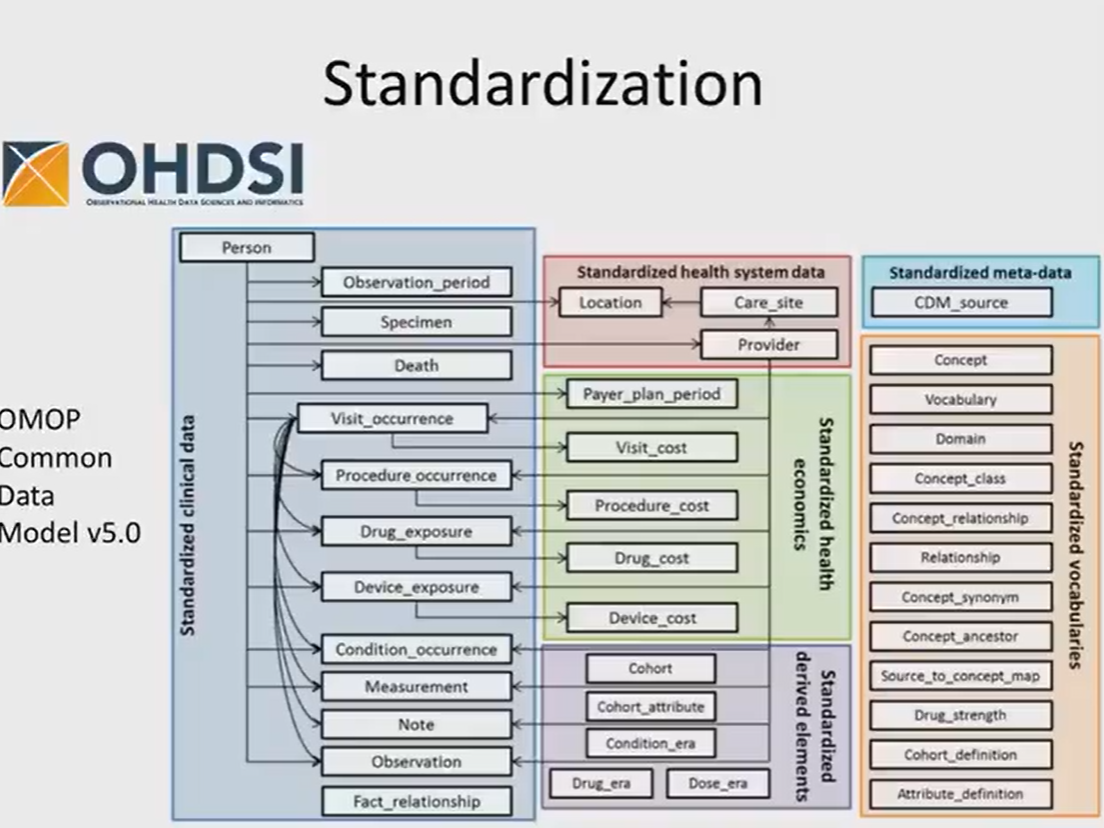 Standardization
OHDSI
OBSERVATIONAL HEALTH DATA SCIENCES AND INFORMATICS
OMOP
Common
Data
Model v5.0
Standardized clinical data
Person
Observation_period
Specimen
Death
Visit_occurrence
Procedure_occurrence
Drug_exposure
Device_exposure
Condition_occurrence
Measurement
Note
Observation
Fact_relationship
Standardized health system data
Location
Care_site
Provider
Payer_plan_period
Visit_cost
Procedure_cost
Drug_cost
Device_cost
Standardized health
economics
Cohort
Cohort_attribute
Condition_era
Drug_era
Dose_era
Standardized
derived elements
Standardized meta-data
CDM_source
Concept
Vocabulary
Domain
Concept_class
Concept_relationship
Relationship
Concept_synonym
Concept_ancestor
Source_to_concept_map
Drug_strength
Cohort_definition
Attribute_definition
Standardized vocabularies